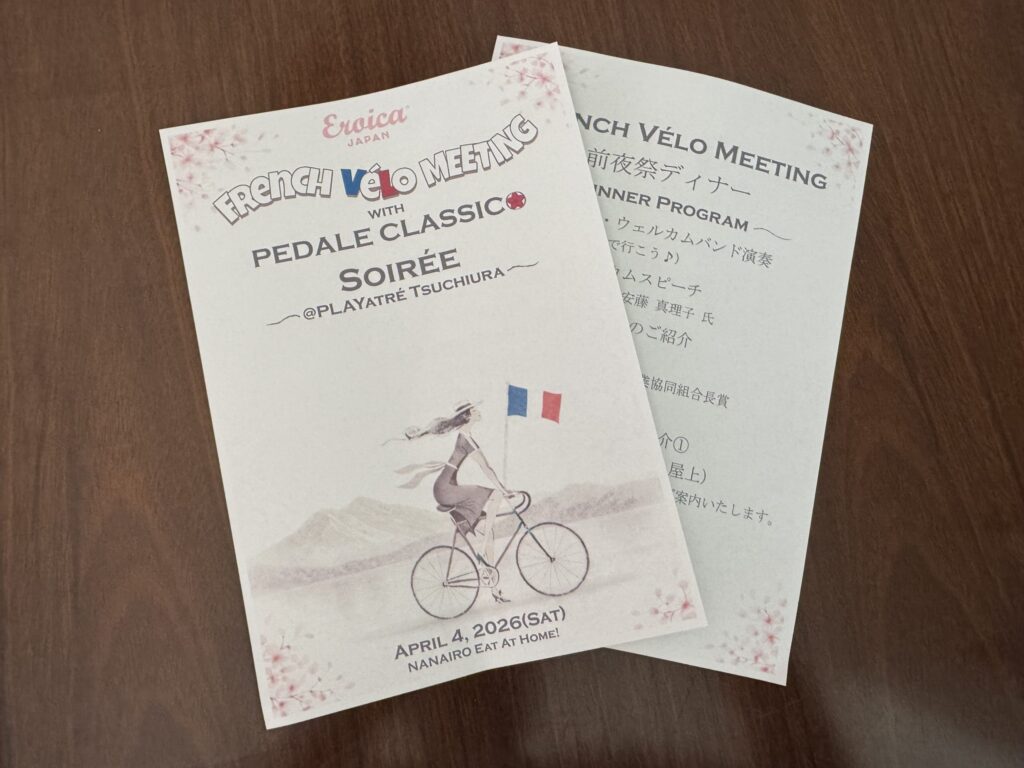 Eroica
JAPAN
FRENCH VéLo MEETING
WITH
PEDALE CLASSICO
SOIRÉE
@PLAYATRÉ TSUCHIURA
APRIL 4, 2026(SAT)
NANAIRO EAT AT HOME!
NCH VÉLO MEETING
前夜祭ディナー
INNER PROGRAM
・ウェルカムバンド演奏
で行こう♪)
ムスピーチ
安藤 真理子 氏
のご紹介
協同組合長賞
介①
屋上)
案内いたします。